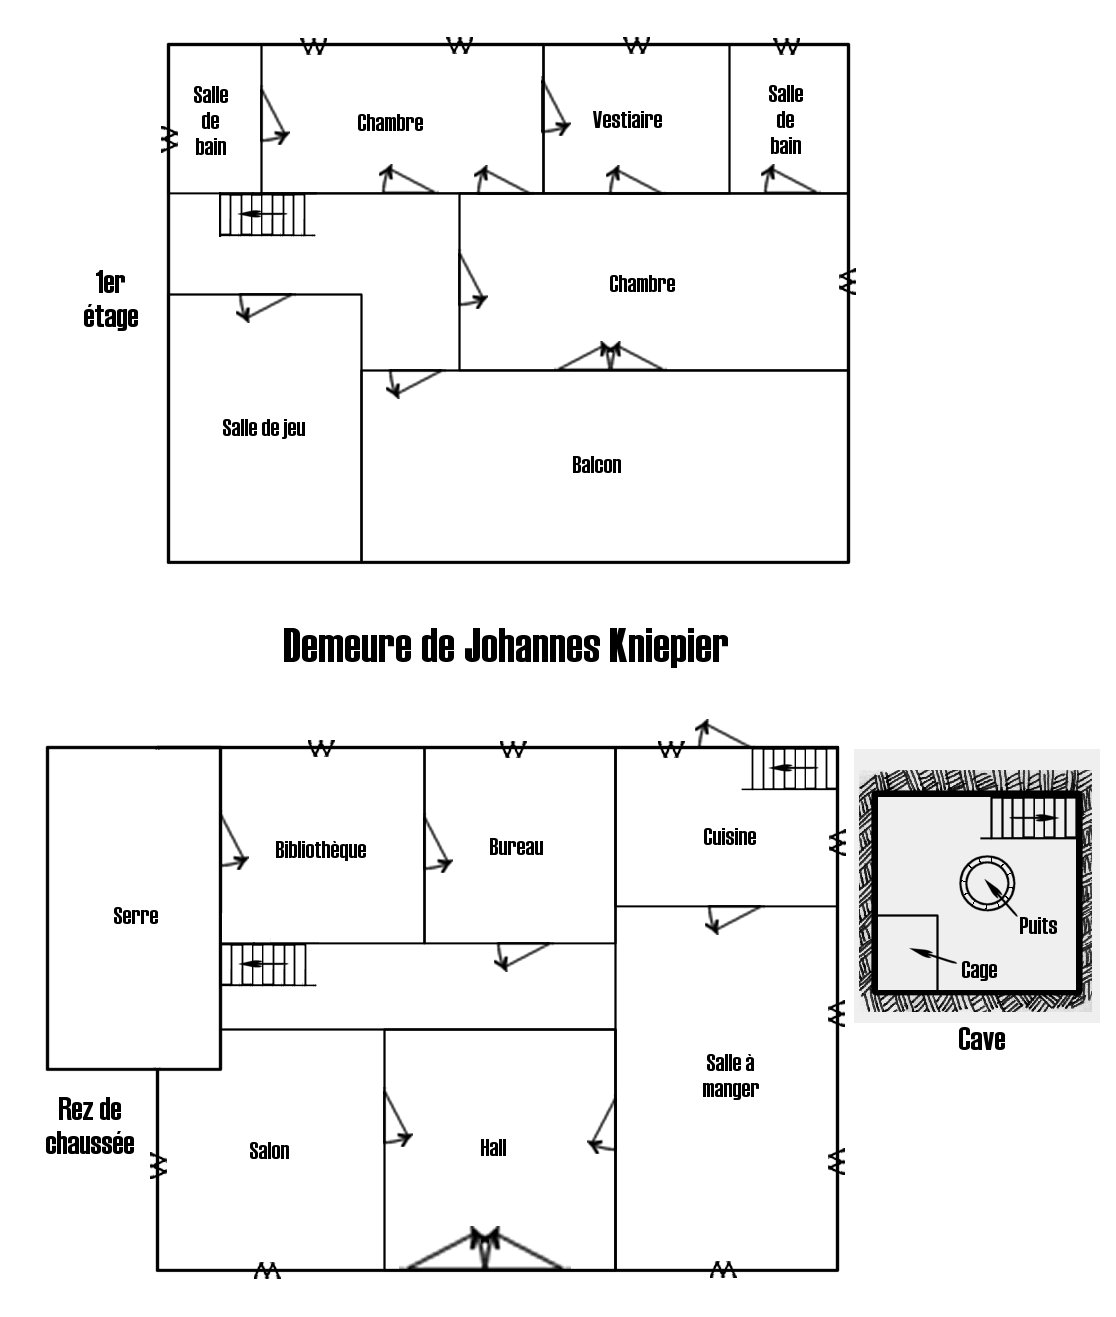 Salle
de
bain
Chambre
Vestiaire
Salle
de
bain
1er
étage
Chambre
Salle de jeu
Balcon
Demeure de Johannes Kniepier
Serre
Bibliothèque
Bureau
Cuisine
Puits
Cage
Cave
Salle à
manger
Rez de
chaussée
Salon
Hall